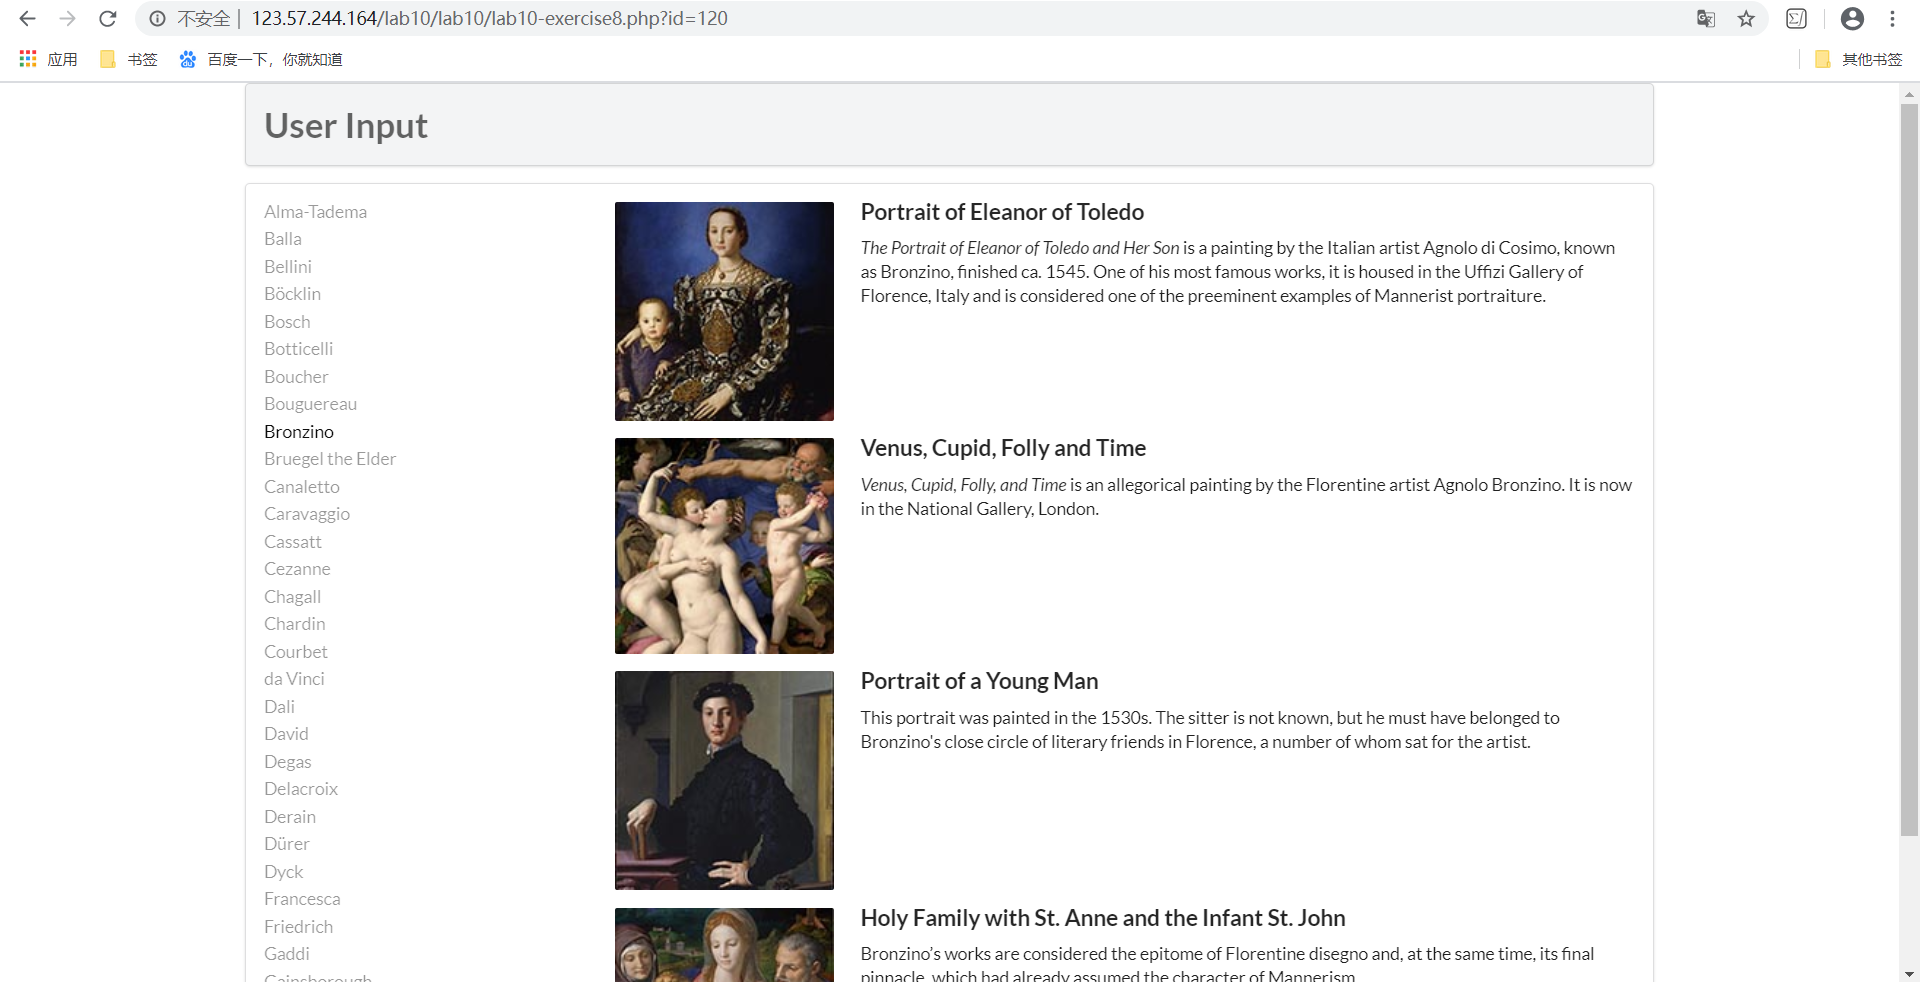 不安全 | 123.57.244.164/lab10/lab10/lab10-exercise8.php?id=120
应用 书签 百度一下，你就知道 其他书签
User Input
Alma-Tadema
Balla
Bellini
Böcklin
Bosch
Botticelli
Boucher
Bouguereau
Bronzino
Bruegel the Elder
Canaletto
Caravaggio
Cassatt
Cezanne
Chagall
Chardin
Courbet
da Vinci
Dali
David
Degas
Delacroix
Derain
Dürer
Dyck
Francesca
Friedrich
Gaddi
Gainsborough
Portrait of Eleanor of Toledo
The Portrait of Eleanor of Toledo and Her Son is a painting by the Italian artist Agnolo di Cosimo, known
as Bronzino, finished ca. 1545. One of his most famous works, it is housed in the Uffizi Gallery of
Florence, Italy and is considered one of the preeminent examples of Mannerist portraiture.
Venus, Cupid, Folly and Time
Venus, Cupid, Folly, and Time is an allegorical painting by the Florentine artist Agnolo Bronzino. It is now
in the National Gallery, London.
Portrait of a Young Man
This portrait was painted in the 1530s. The sitter is not known, but he must have belonged to
Bronzino's close circle of literary friends in Florence, a number of whom sat for the artist.
Holy Family with St. Anne and the Infant St. John
Bronzino’s works are considered the epitome of Florentine disegno and, at the same time, its final
pinnacle, which had already assumed the character of Mannerism